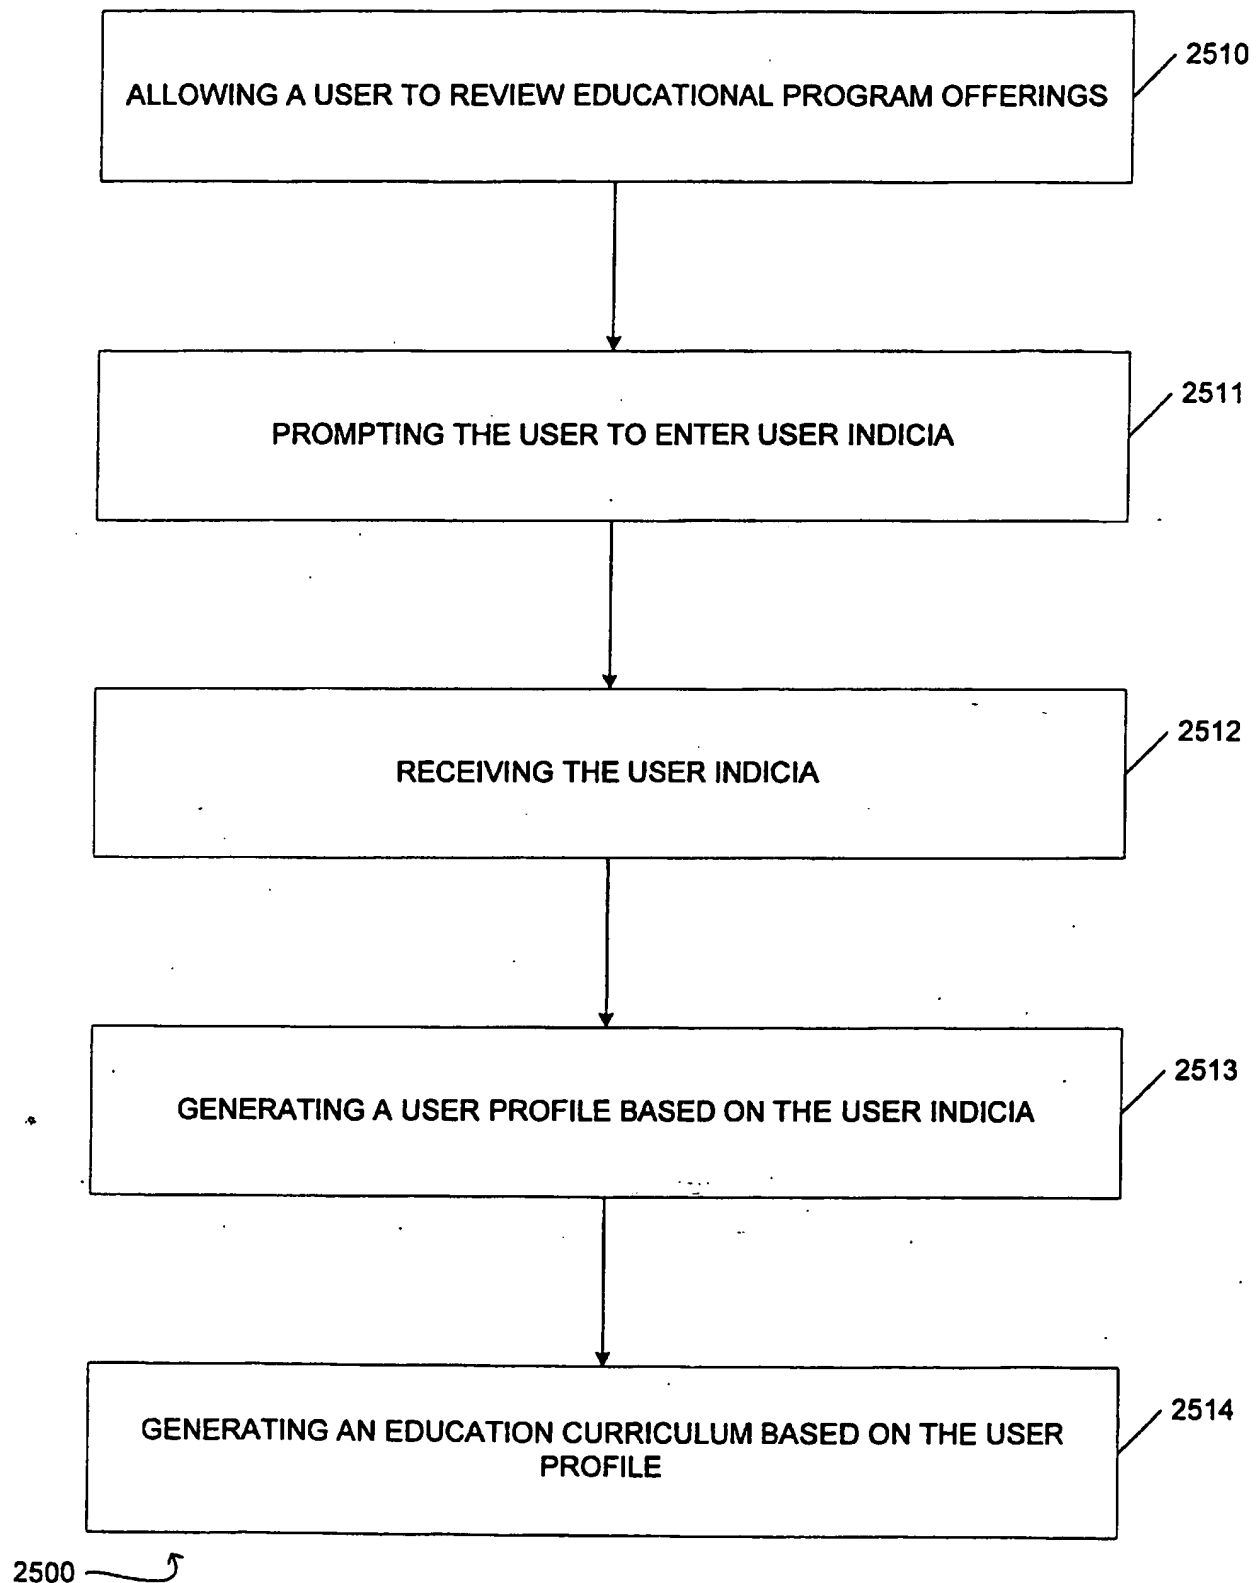 2510
ALLOWING A USER TO REVIEW EDUCATIONAL PROGRAM OFFERINGS
2511
PROMPTING THE USER TO ENTER USER INDICIA
2512
RECEIVING THE USER INDICIA
2513
GENERATING A USER PROFILE BASED ON THE USER INDICIA
2514
GENERATING AN EDUCATION CURRICULUM BASED ON THE USER
PROFILE
2500